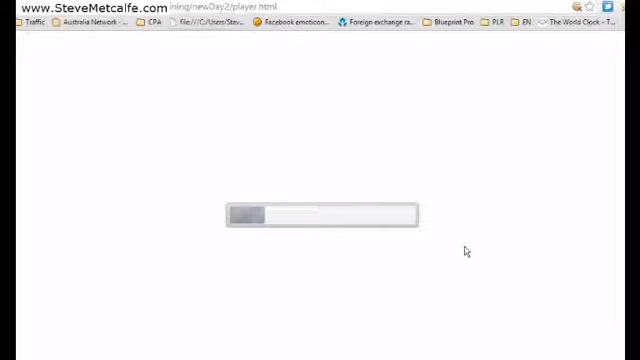 www.SteveMetcalfe.com ining/newDay2/player.html
Traffic Australia Network - ... CPA file:///C:/Users/Stev... Facebook emoticon... Foreign exchange ra... Blueprint Pro PLR EN The World Clock – Ti...